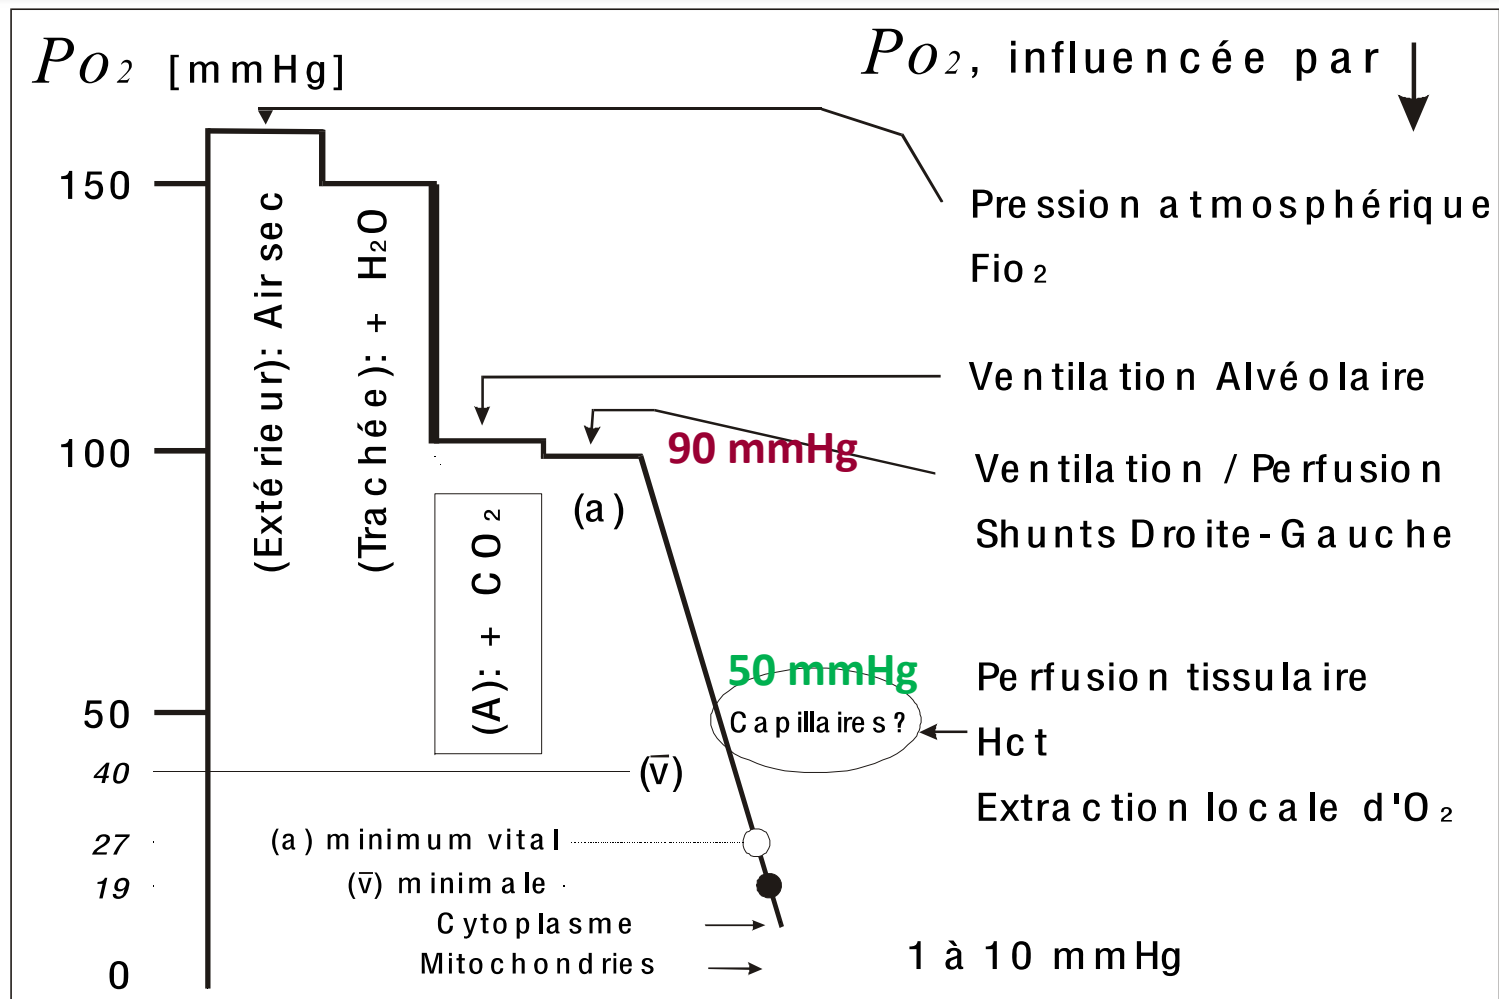 Po2 [mmHg]
Po2, influencée par
150
100
50
40
27
19
0
(Extérieur): Air sec
(Trachée): + H2O
(A): + CO2
(a)
90 mmHg
50 mmHg
Capillaires?
(v̅)
(a) minimum vital
(v̅) minimale
Cytoplasme
Mitochondries
1 à 10 mmHg
Pression atmosphérique
Fio2
Ventilation Alvéolaire
Ventilation / Perfusion
Shunts Droite-Gauche
Perfusion tissulaire
Hct
Extraction locale d'O2